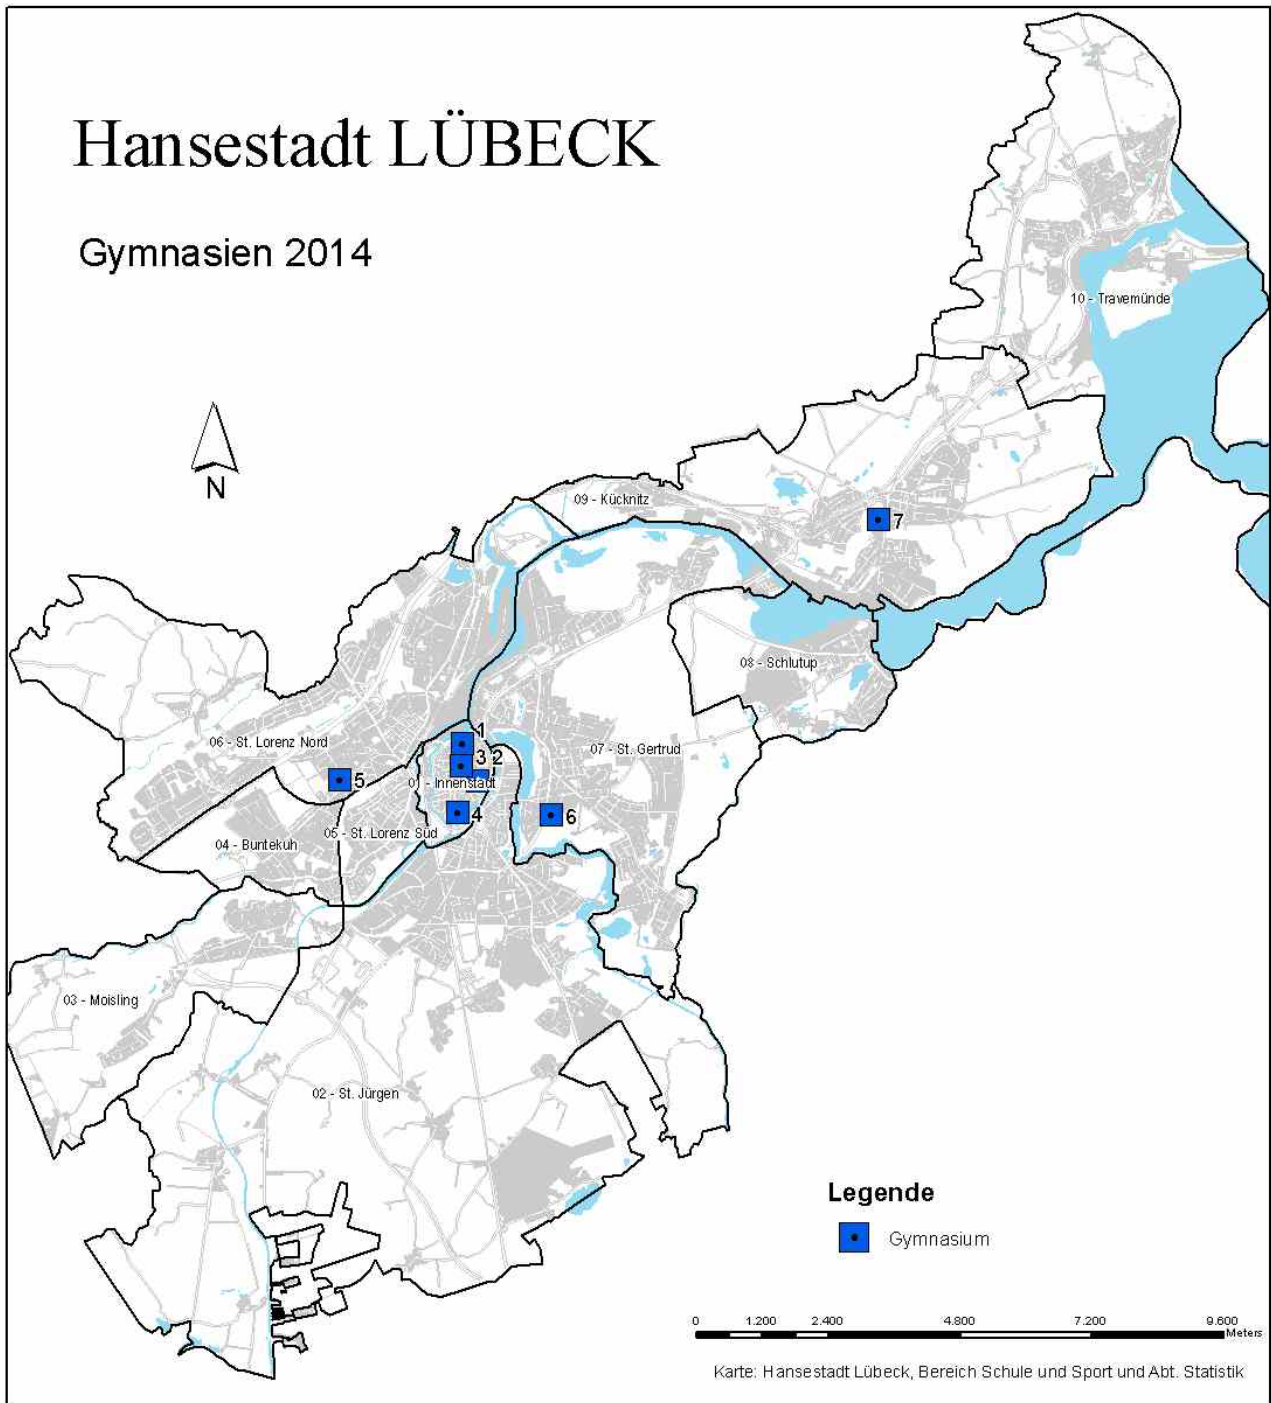 Hansestadt LÜBECK
Gymnasien 2014
10 - Travemünde
N
09 - Kücknitz
7
08 - Schlutup
06 - St. Lorenz Nord
1
07 - St. Gertrud
3 2
5
01 - Innenstadt
4
6
05 - St. Lorenz Süd
04 - Buntekuh
03 - Moisling
02 - St. Jürgen
Legende
Gymnasium
0 1.200 2.400 4.800 7.200 9.600
Meters
Karte: Hansestadt Lübeck, Bereich Schule und Sport und Abt. Statistik